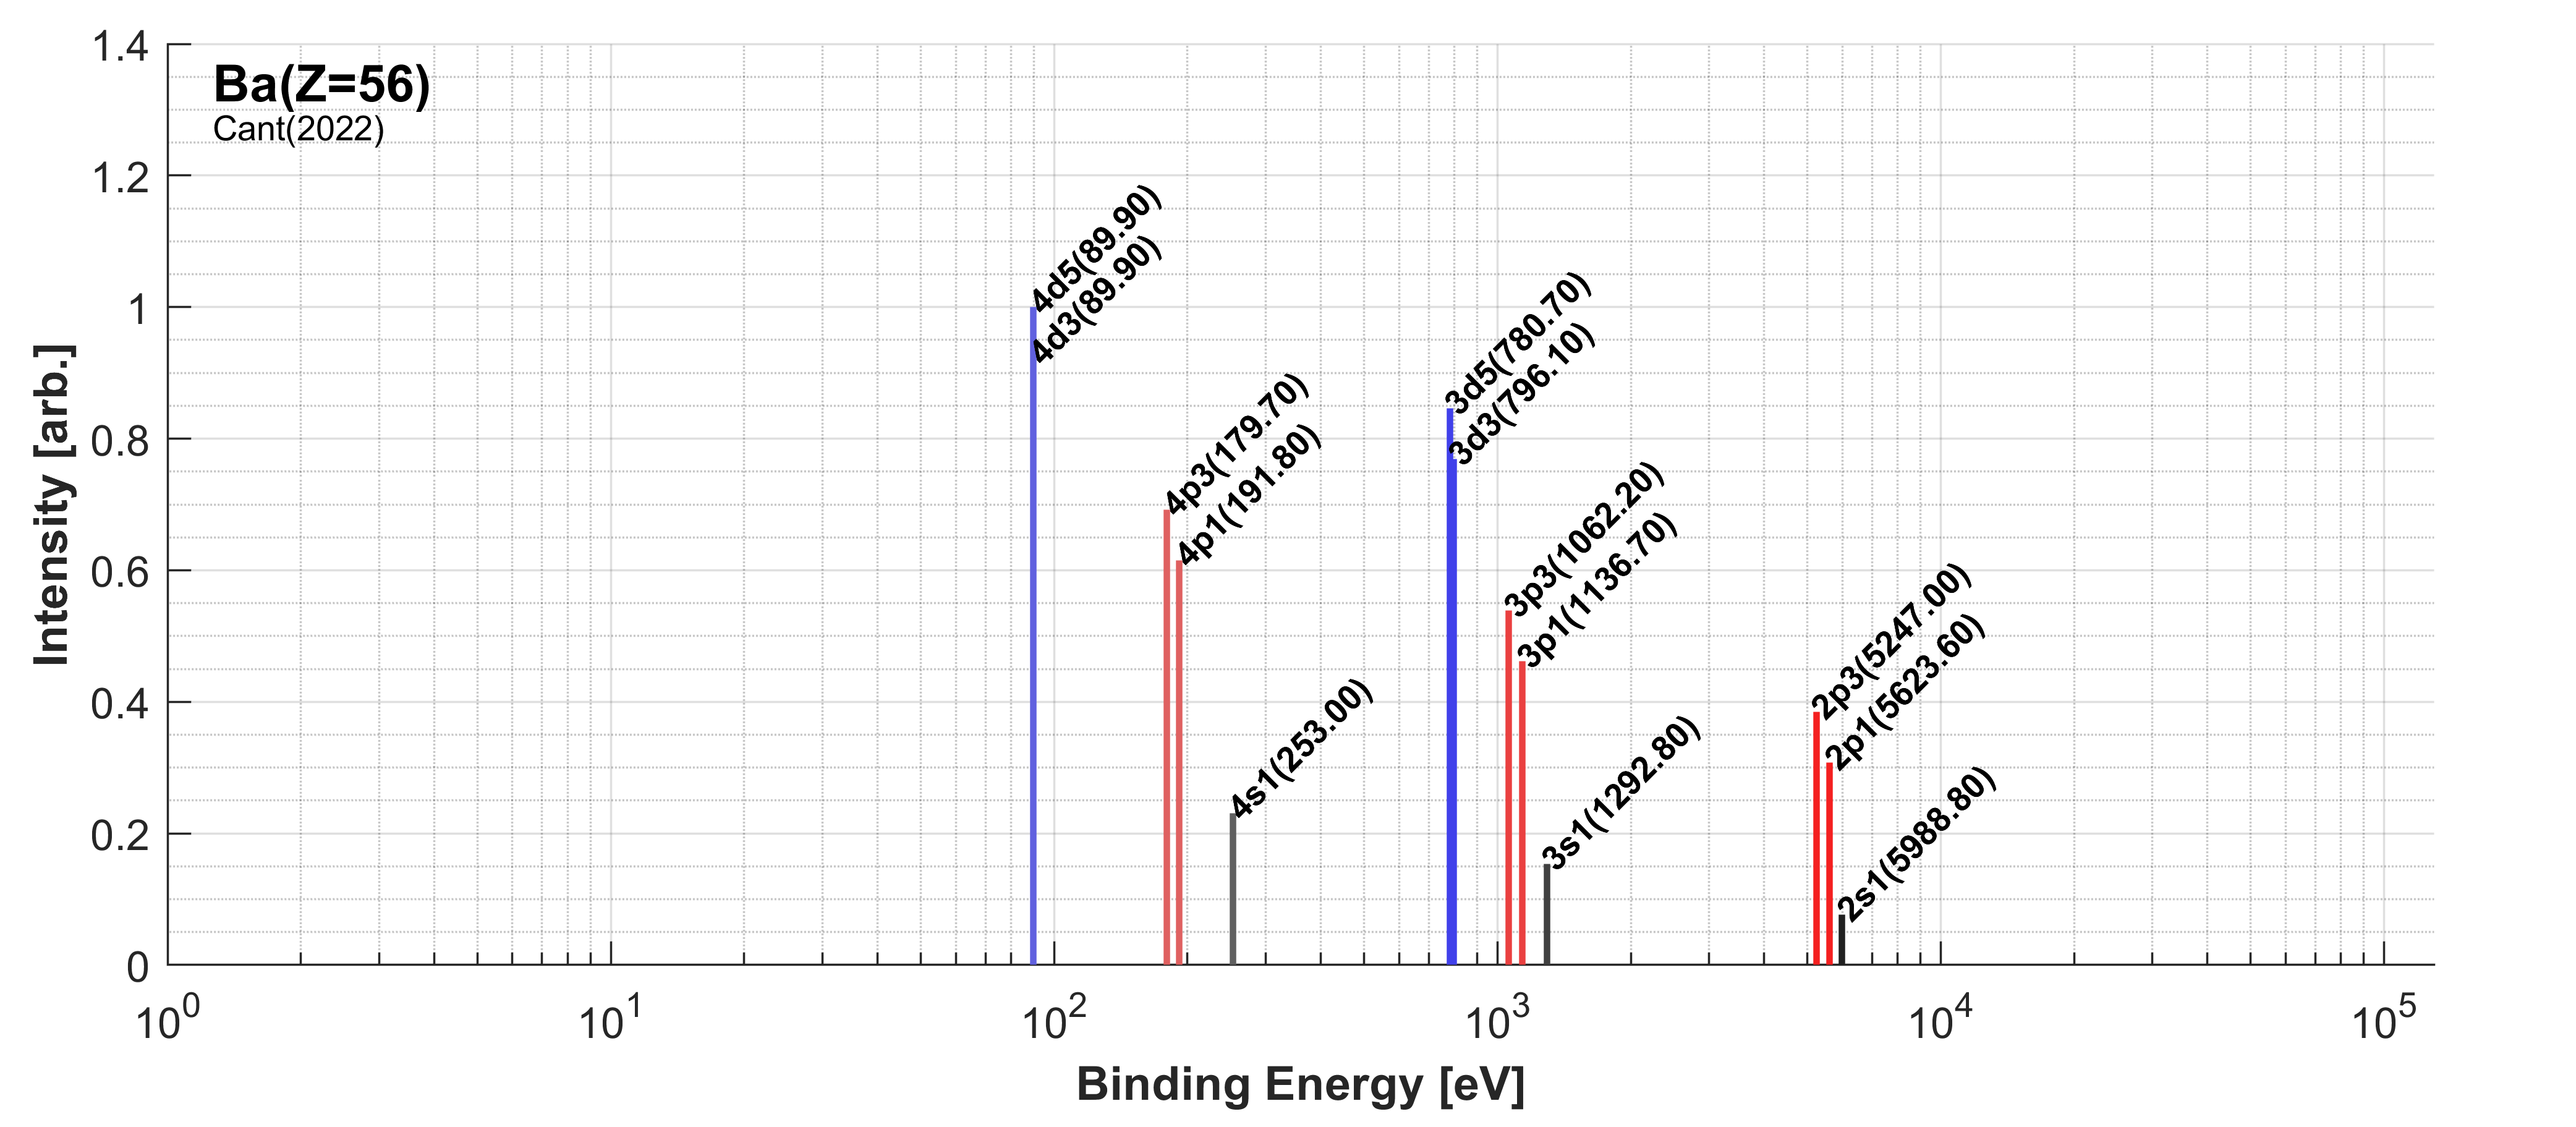 Ba(Z=56)
Cant(2022)
Intensity [arb.]
1.4
1.2
1
0.8
0.6
0.4
0.2
0
4d5(89.90)
4d3(89.90)
4p3(179.70)
4p1(191.80)
4s1(253.00)
3d5(780.70)
3d3(796.10)
3p3(1062.20)
3p1(1136.70)
3s1(1292.80)
2p3(5247.00)
2p1(5623.60)
2s1(5988.80)
10^0 10^1 10^2 10^3 10^4 10^5
Binding Energy [eV]